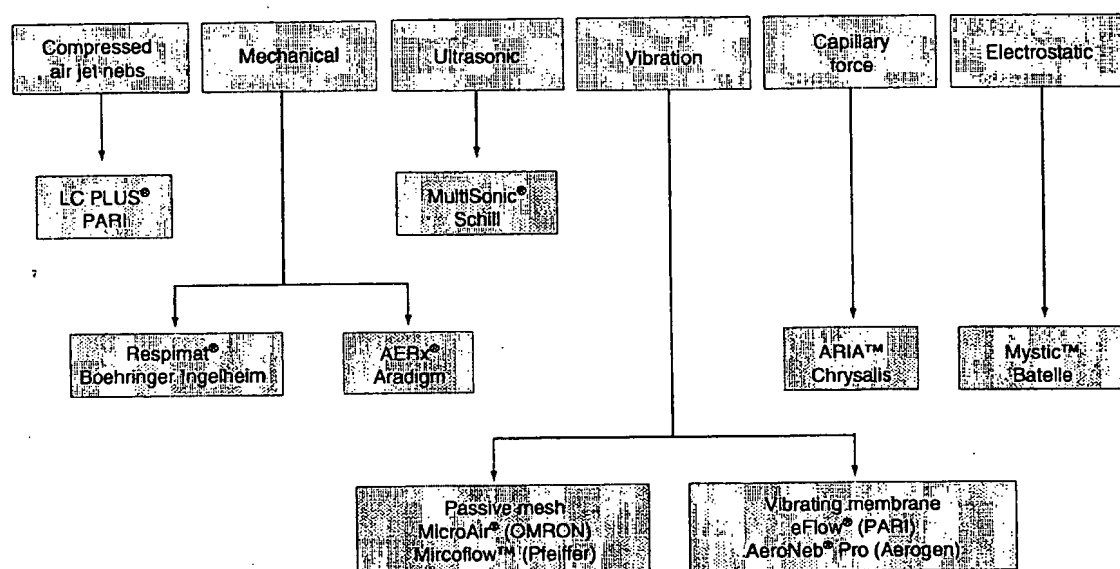 Compressed
air jet nebs
Mechanical
Ultrasonic
Vibration
Capillary
force
Electrostatic
LC PLUS®
PARI
MultiSonic®
Schill
Respimat®
Boehringer Ingelheim
AERx®
Aradigm
ARIA™
Chrysalis
Mystic™
Batelle
Passive mesh
MicroAir® (OMRON)
Mircoflow™ (Pfeiffer)
Vibrating membrane
eFlow® (PARI)
AeroNeb® Pro (Aerogen)